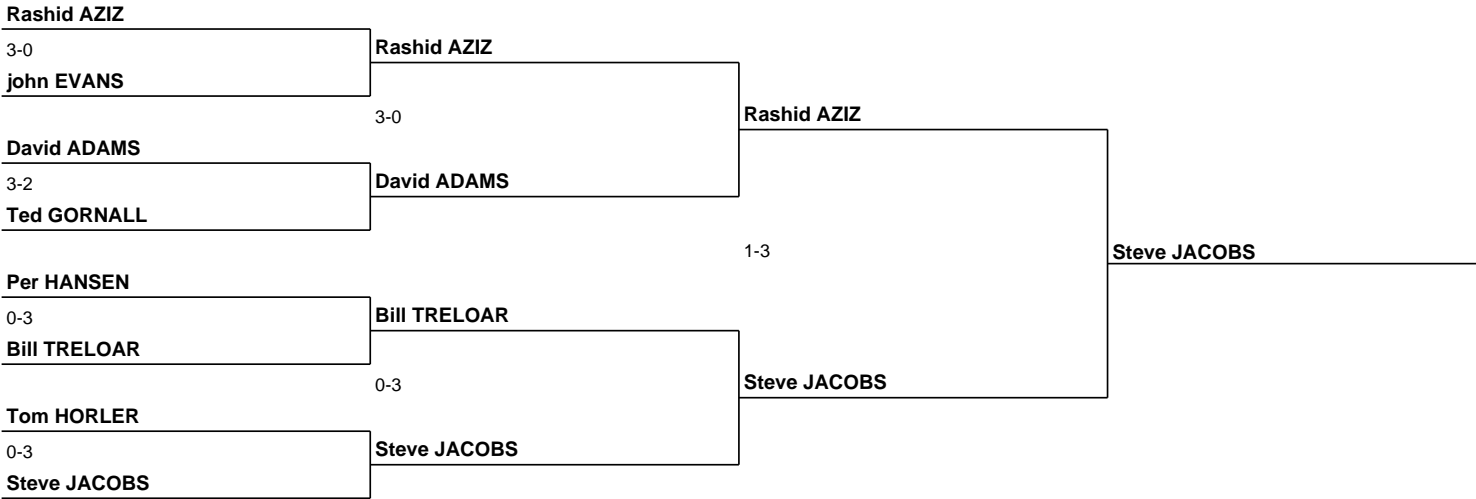 Rashid AZIZ
3-0
john EVANS
David ADAMS
3-2
Ted GORNALL
Per HANSEN
0-3
Bill TRELOAR
Tom HORLER
0-3
Steve JACOBS
Rashid AZIZ
3-0
David ADAMS
Bill TRELOAR
0-3
Steve JACOBS
Rashid AZIZ
1-3
Steve JACOBS
Steve JACOBS